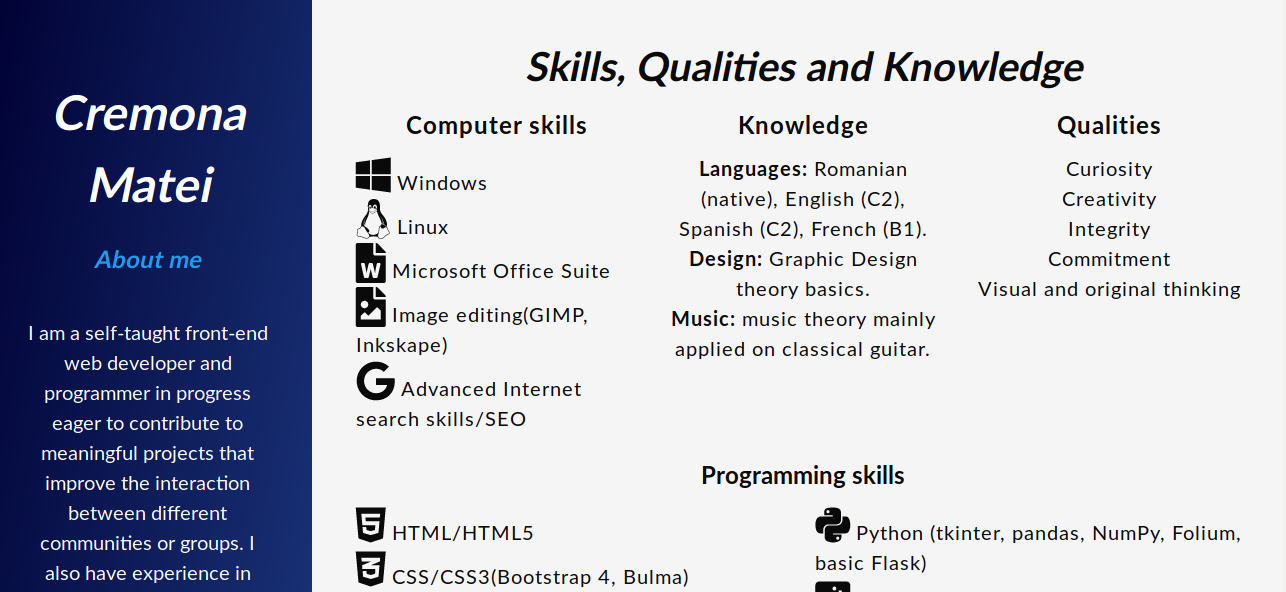 Cremona
Matei
About me
I am a self-taught front-end
web developer and
programmer in progress
eager to contribute to
meaningful projects that
improve the interaction
between different
communities or groups. I
also have experience in
Skills, Qualities and Knowledge
Computer skills
Windows
Linux
W Microsoft Office Suite
Image editing(GIMP,
Inkskape)
G Advanced Internet
search skills/SEO
Knowledge
Languages: Romanian
(native), English (C2),
Spanish (C2), French (B1).
Design: Graphic Design
theory basics.
Music: music theory mainly
applied on classical guitar.
Qualities
Curiosity
Creativity
Integrity
Commitment
Visual and original thinking
Programming skills
5 HTML/HTML5
3 CSS/CSS3(Bootstrap 4, Bulma)
Python (tkinter, pandas, NumPy, Folium,
basic Flask)